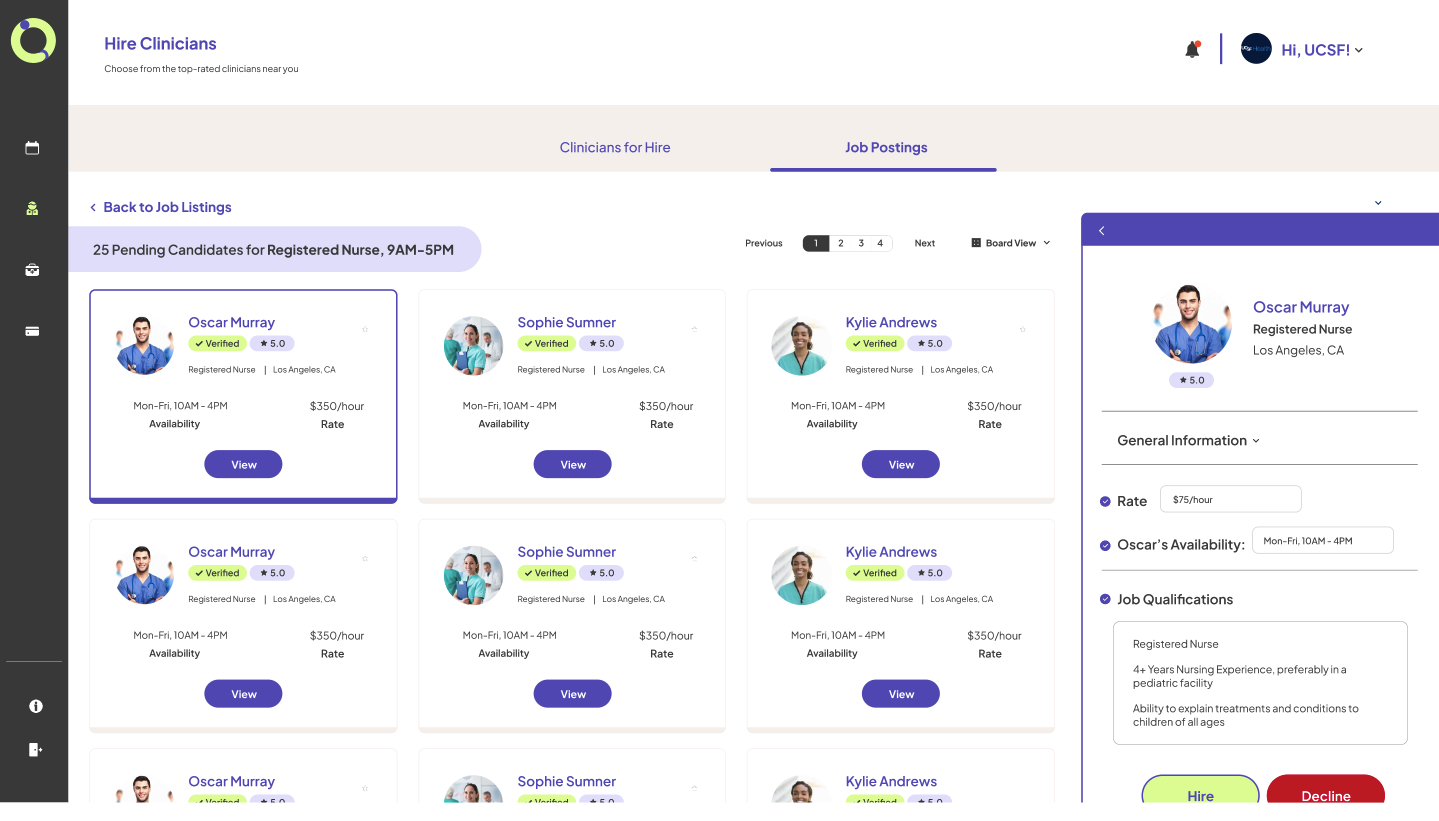 Hire Clinicians
Choose from the top-rated clinicians near you
Hi, UCSF!
Clinicians for Hire
Job Postings
Back to Job Listings
25 Pending Candidates for Registered Nurse, 9AM-5PM
Previous 1 2 3 4 Next
Board View
Oscar Murray
Verified 5.0
Registered Nurse | Los Angeles, CA
Mon-Fri, 10AM - 4PM $350/hour
Availability Rate
View
Sophie Sumner
Verified 5.0
Registered Nurse | Los Angeles, CA
Mon-Fri, 10AM - 4PM $350/hour
Availability Rate
View
Kylie Andrews
Verified 5.0
Registered Nurse | Los Angeles, CA
Mon-Fri, 10AM - 4PM $350/hour
Availability Rate
View
Oscar Murray
Verified 5.0
Registered Nurse | Los Angeles, CA
Mon-Fri, 10AM - 4PM $350/hour
Availability Rate
View
Sophie Sumner
Verified 5.0
Registered Nurse | Los Angeles, CA
Mon-Fri, 10AM - 4PM $350/hour
Availability Rate
View
Kylie Andrews
Verified 5.0
Registered Nurse | Los Angeles, CA
Mon-Fri, 10AM - 4PM $350/hour
Availability Rate
View
Oscar Murray
Verified 5.0
Sophie Sumner
Verified 5.0
Kylie Andrews
Verified 5.0
Oscar Murray
Registered Nurse
Los Angeles, CA
5.0
General Information
Rate $75/hour
Oscar's Availability: Mon-Fri, 10AM - 4PM
Job Qualifications
Registered Nurse
4+ Years Nursing Experience, preferably in a
pediatric facility
Ability to explain treatments and conditions to
children of all ages
Hire
Decline